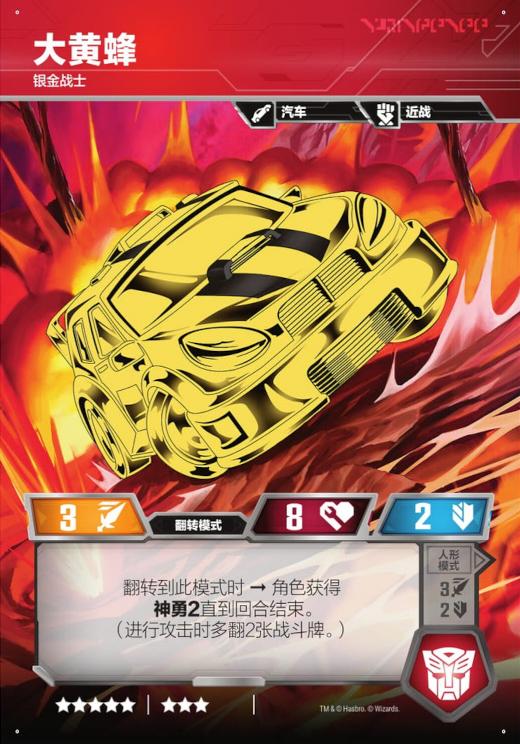 大黄蜂
银金战士
汽车
近战
3
翻转模式
8
2
翻转到此模式时 → 角色获得
神勇2直到回合结束。
（进行攻击时多翻2张战斗牌。）
人形
模式
3
2
TM & © Hasbro. © Wizards.